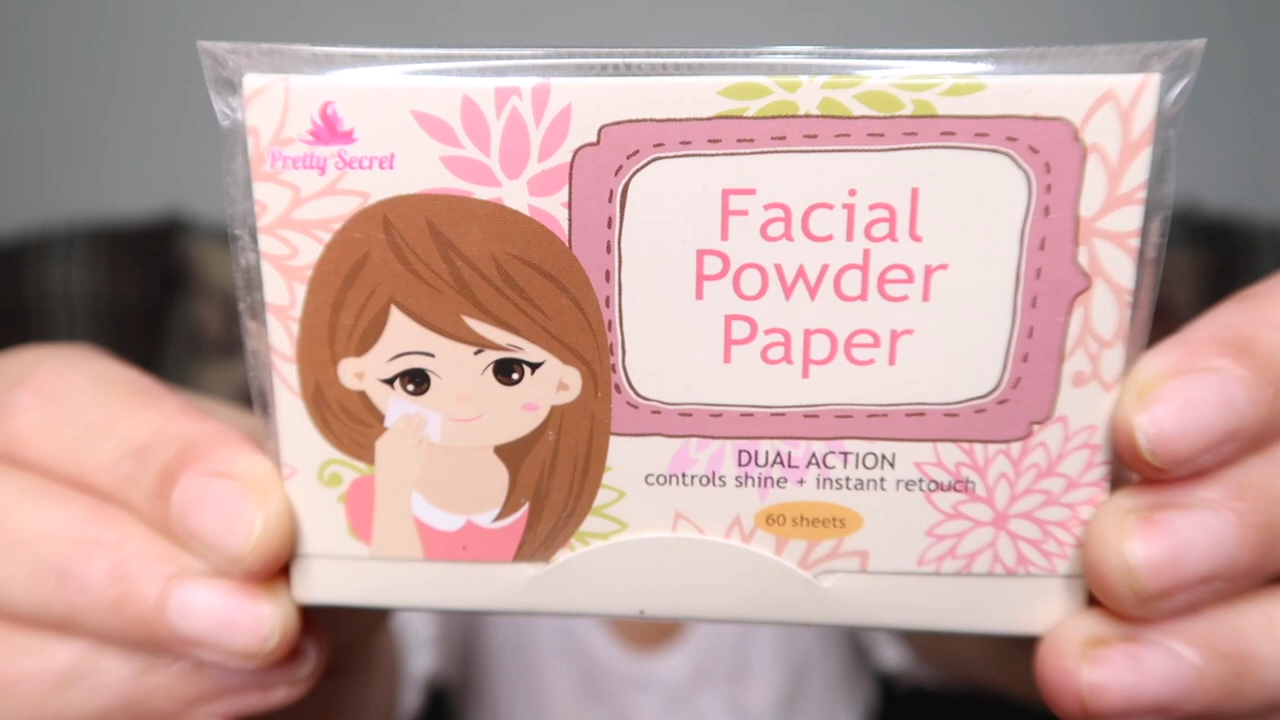 Pretty Secret
Facial
Powder
Paper
DUAL ACTION
controls shine + instant retouch
60 sheets